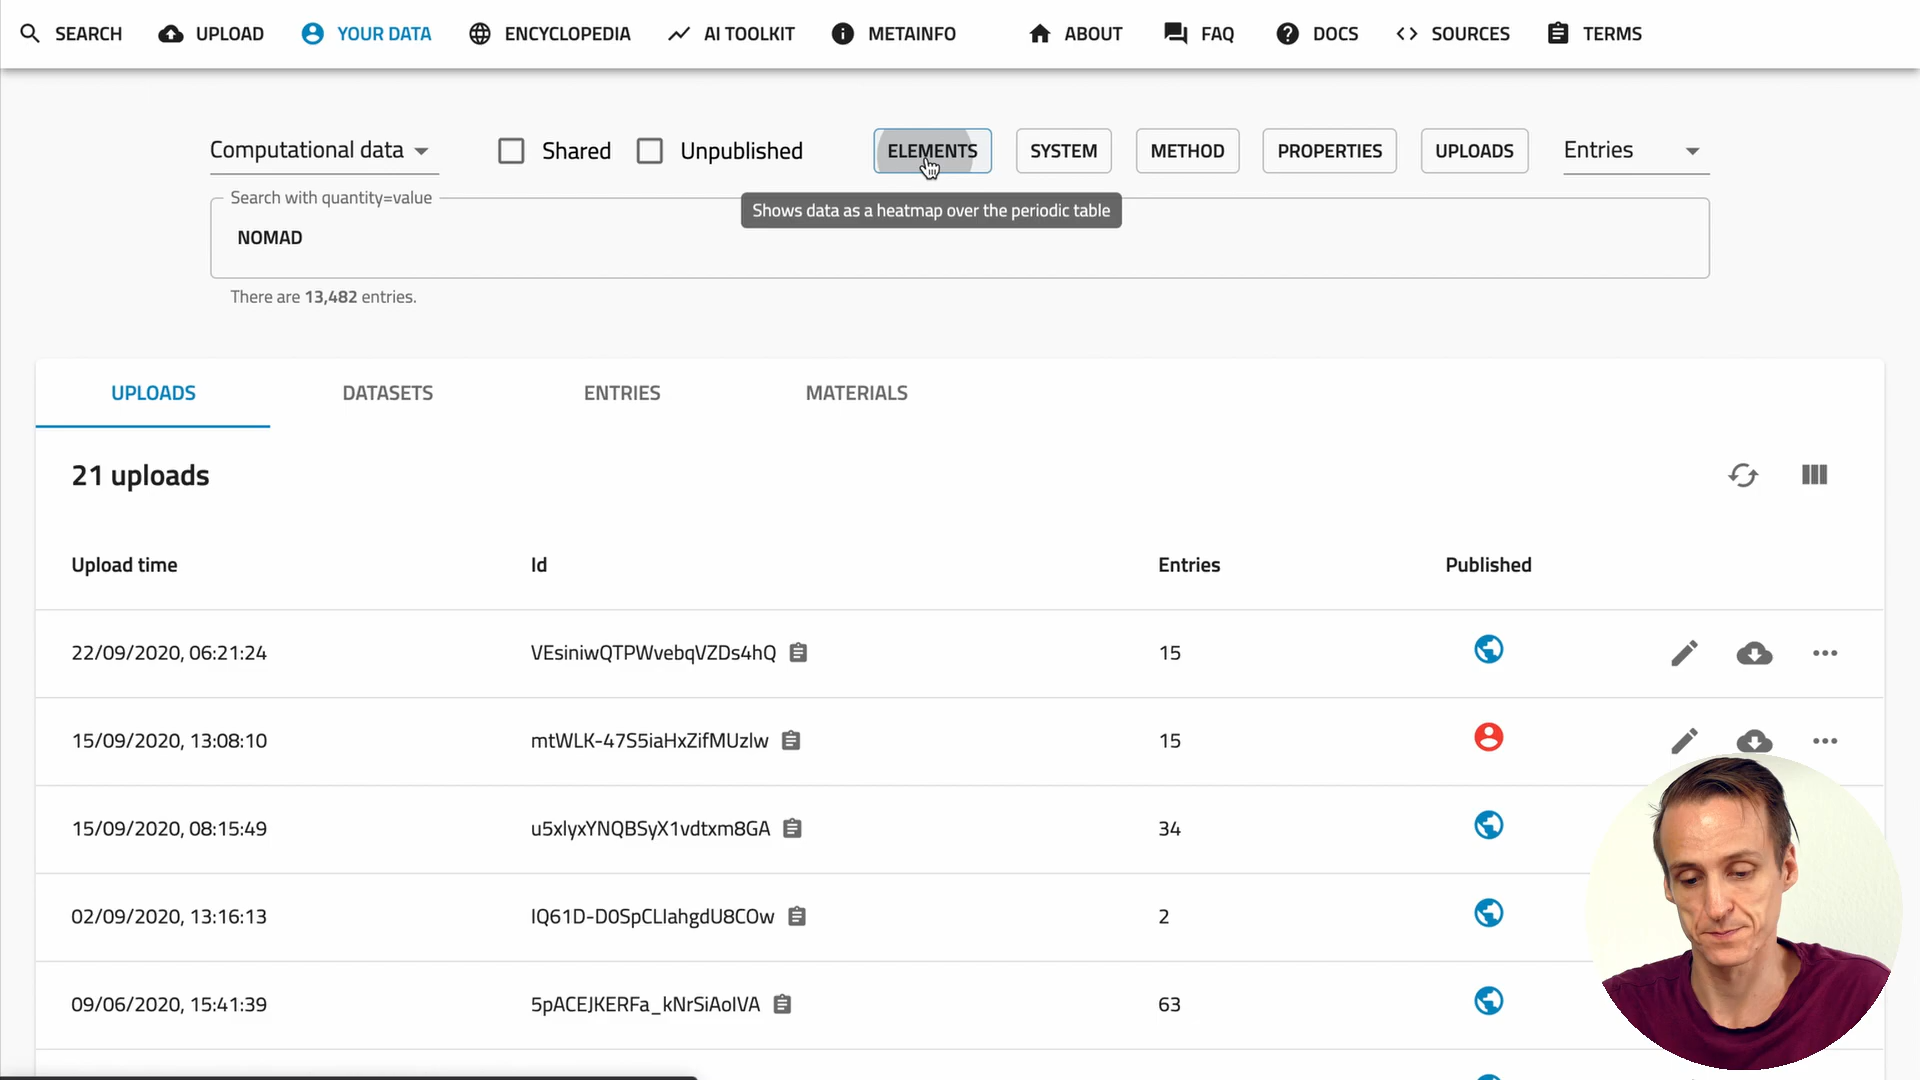 SEARCH UPLOAD YOUR DATA ENCYCLOPEDIA AI TOOLKIT METAINFO ABOUT FAQ DOCS SOURCES TERMS
Computational data Shared Unpublished ELEMENTS SYSTEM METHOD PROPERTIES UPLOADS Entries
Search with quantity=value
Shows data as a heatmap over the periodic table
NOMAD
There are 13,482 entries.
UPLOADS DATASETS ENTRIES MATERIALS
21 uploads
Upload time Id Entries Published
22/09/2020, 06:21:24 VEsiniwQTPWvebqVZDs4hQ 15
15/09/2020, 13:08:10 mtWLK-47S5iaHxZifMUzlw 15
15/09/2020, 08:15:49 u5xlyxYNQBSyX1vdtxm8GA 34
02/09/2020, 13:16:13 IQ61D-D0SpCLIahgdU8COw 2
09/06/2020, 15:41:39 5pACEJKERFa_kNrSiAoIVA 63